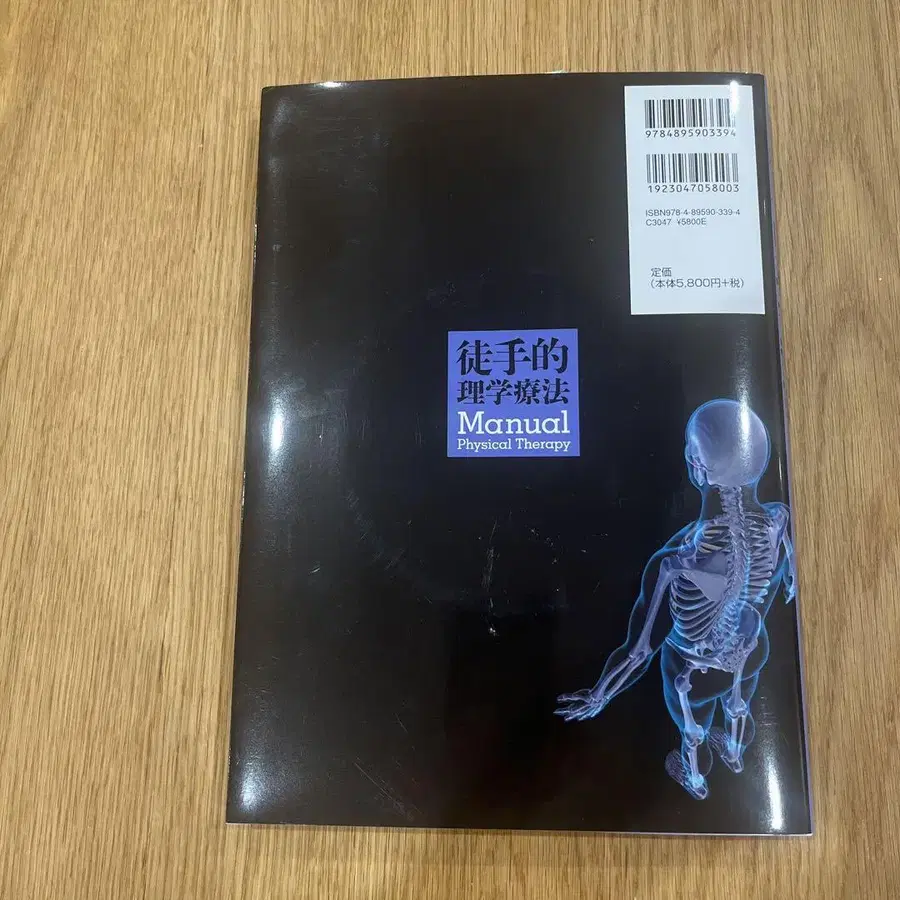 9784895903394
1923047058003
ISBN978-4-89590-339-4
C3047 ¥5800E
定価
(本体5,800円+税)
徒手的
理学療法
Manual
Physical Therapy